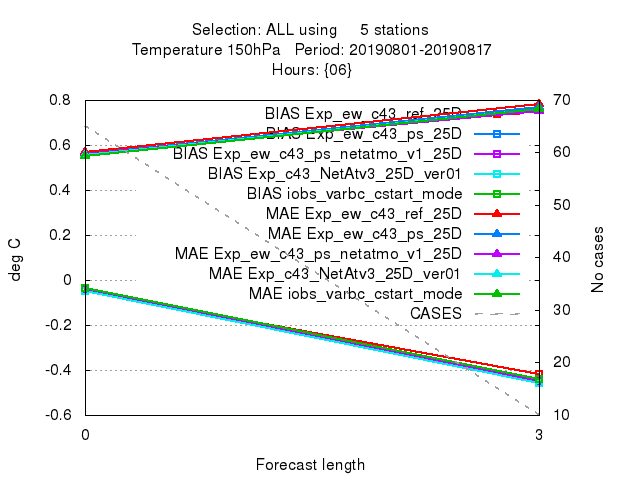 Selection: ALL using 5 stations
Temperature 150hPa Period: 20190801-20190817
Hours: {06}
0.8
0.6
0.4
0.2
0
-0.2
-0.4
-0.6
deg C
70
60
50
40
30
20
10
No cases
BIAS Exp_ew_c43_ref_25D
BIAS Exp_ew_c43_ps_25D
BIAS Exp_ew_c43_ps_netatmo_v1_25D
BIAS Exp_c43_NetAtv3_25D_ver01
BIAS iobs_varbc_cstart_mode
MAE Exp_ew_c43_ref_25D
MAE Exp_ew_c43_ps_25D
MAE Exp_ew_c43_ps_netatmo_v1_25D
MAE Exp_c43_NetAtv3_25D_ver01
MAE iobs_varbc_cstart_mode
CASES
0 3
Forecast length